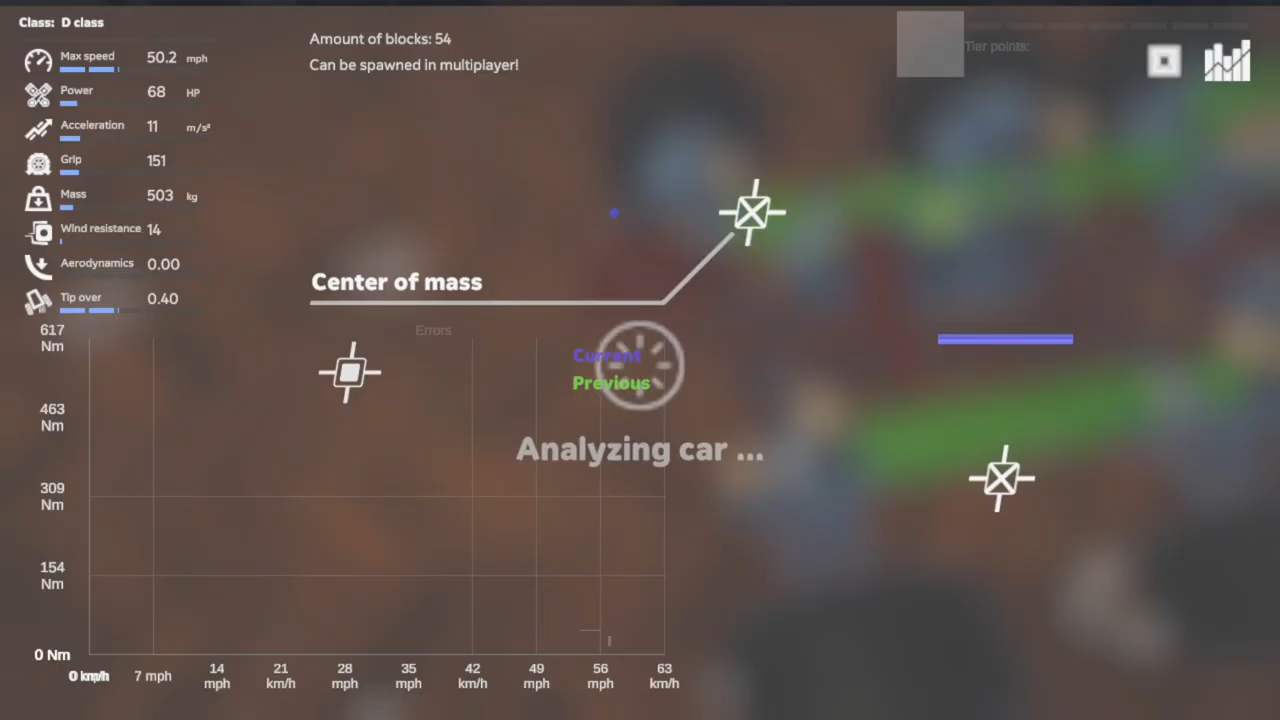 Class: D class
Max speed 50.2 mph
Power 68 HP
Acceleration 11 m/s²
Grip 151
Mass 503 kg
Wind resistance 14
Aerodynamics 0.00
Tip over 0.40
Amount of blocks: 54
Can be spawned in multiplayer!
Tier points:
Center of mass
Errors
Current
Previous
Analyzing car ...
617 Nm
463 Nm
309 Nm
154 Nm
0 Nm
7 mph
14 mph
21 km/h
28 mph
35 mph
42 km/h
49 mph
56 mph
63 km/h